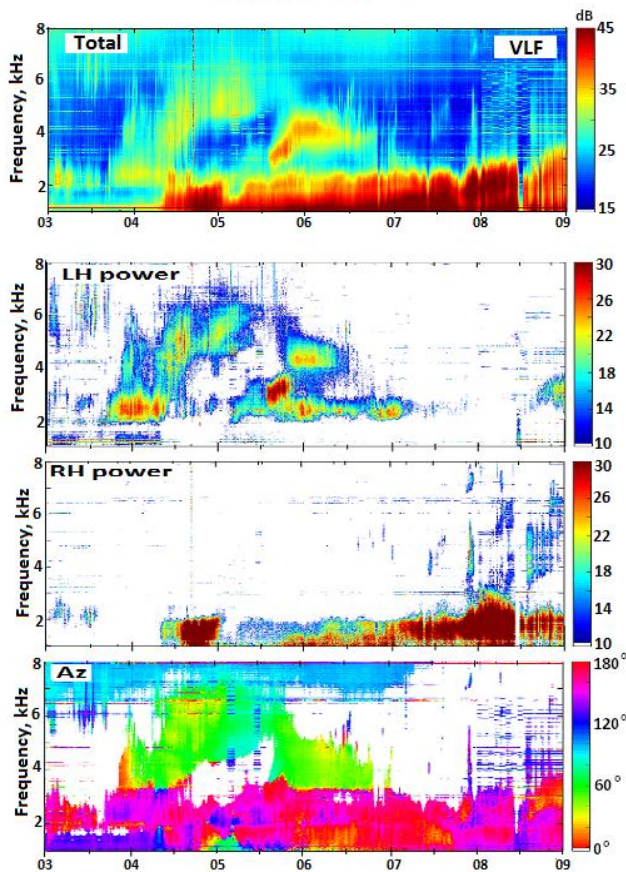 dB
8 Total VLF 45
6 35
4 25
2 15
Frequency, kHz
03 04 05 06 07 08 09
8 LH power 30
26
6 22
4 18
14
2 10
Frequency, kHz
8 RH power 30
26
6 22
4 18
14
2 10
Frequency, kHz
8 Az 180°
6 120°
4 60°
2 0°
Frequency, kHz
03 04 05 06 07 08 09